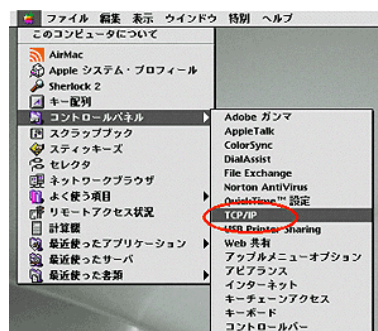 ファイル 編集 表示 ウインドウ 特別 ヘルプ
このコンピュータについて
AirMac
Apple システム・プロフィール
Sherlock 2
キー配列
コントロールパネル
スクラップブック
スティッキーズ
セレクタ
ネットワークブラウザ
よく使う項目
リモートアクセス状況
計算機
最近使ったアプリケーション
最近使ったサーバ
最近使った書類
Adobe ガンマ
AppleTalk
ColorSync
DialAssist
File Exchange
Norton AntiVirus
QuickTime™ 設定
TCP/IP
USB Printer Sharing
Web 共有
アップルメニューオプション
アピアランス
インターネット
キーチェーンアクセス
キーボード
コントロールバー